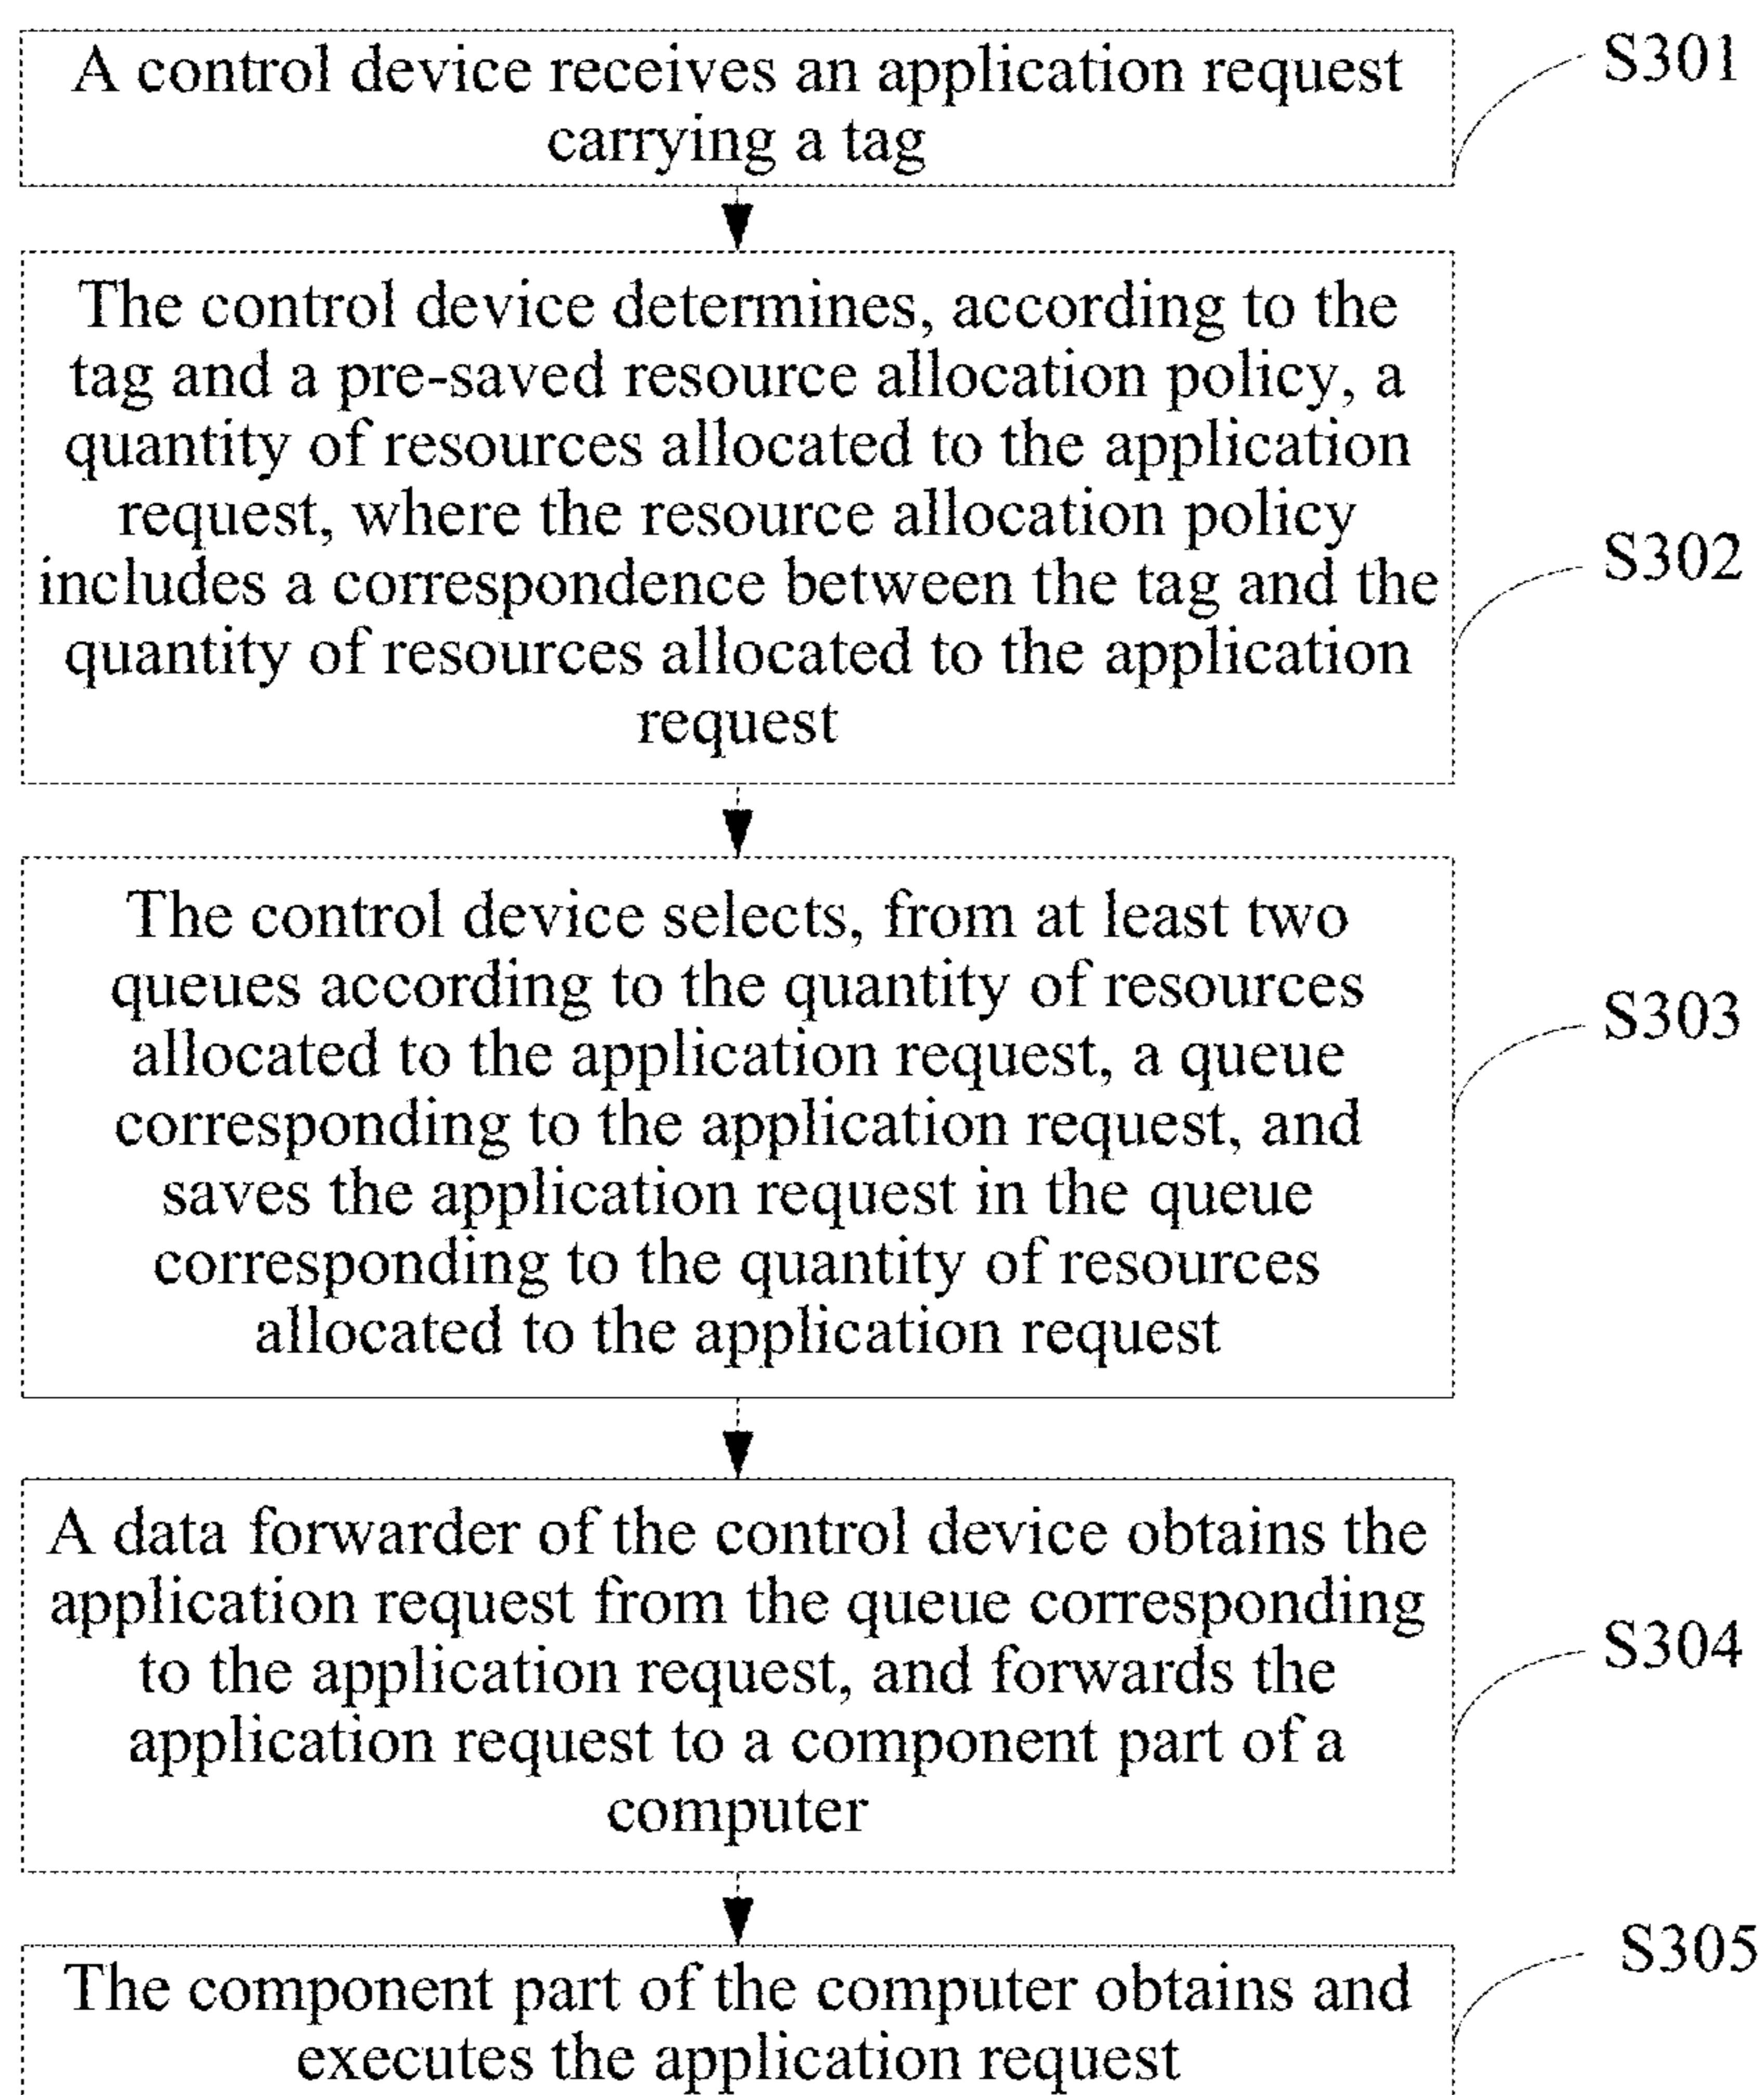 A control device receives an application request
carrying a tag
S301
The control device determines, according to the
tag and a pre-saved resource allocation policy, a
quantity of resources allocated to the application
request, where the resource allocation policy
includes a correspondence between the tag and the
quantity of resources allocated to the application
request
S302
The control device selects, from at least two
queues according to the quantity of resources
allocated to the application request, a queue
corresponding to the application request, and
saves the application request in the queue
corresponding to the quantity of resources
allocated to the application request
S303
A data forwarder of the control device obtains the
application request from the queue corresponding
to the application request, and forwards the
application request to a component part of a
computer
S304
The component part of the computer obtains and
executes the application request
S305